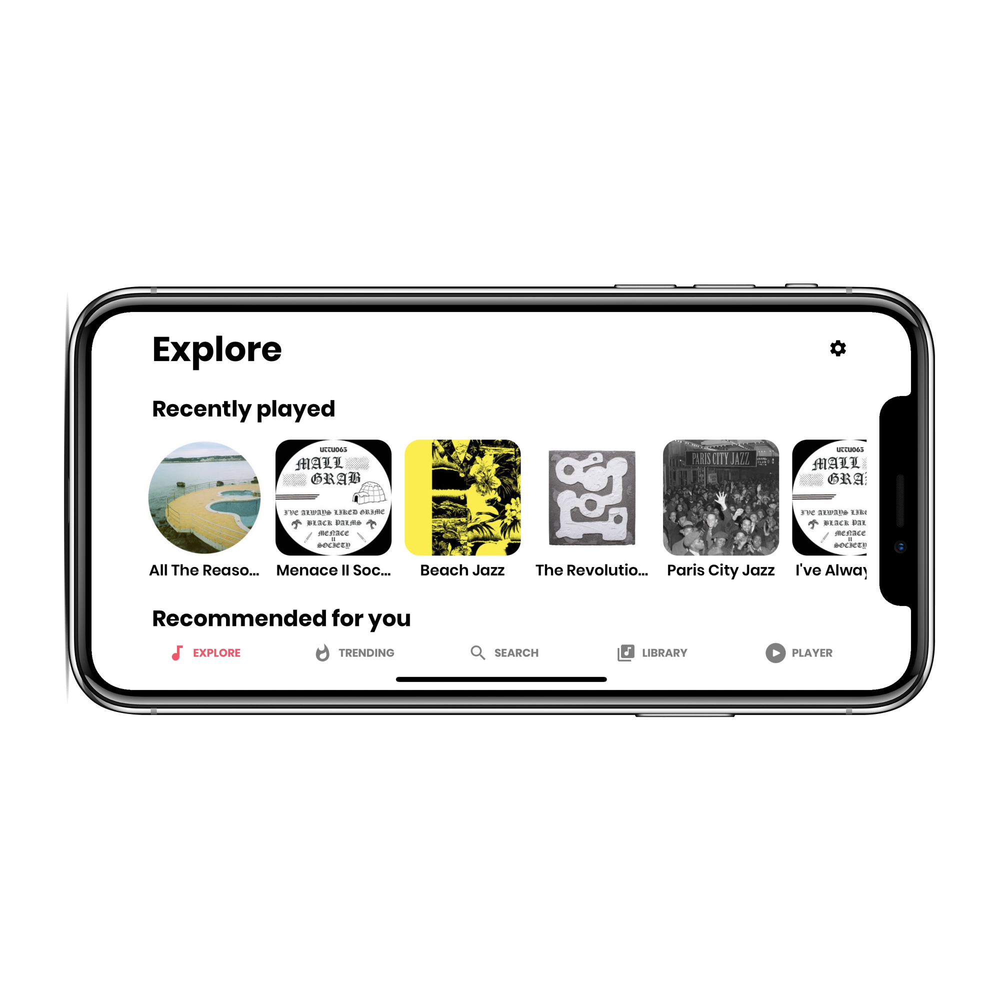 Explore
Recently played
UTTU063
MALL
GRAB
I'VE ALWAYS LIKED GRIME
BLACK PALMS
MENACE
II
SOCIETY
PARIS CITY JAZZ
UTTU063
MALL
GRA
I'VE ALWAYS LIKE
BLACK PAL
MENACE
II
SOCIETY
All The Reaso...
Menace II Soc...
Beach Jazz
The Revolutio...
Paris City Jazz
I've Alway
Recommended for you
EXPLORE
TRENDING
SEARCH
LIBRARY
PLAYER